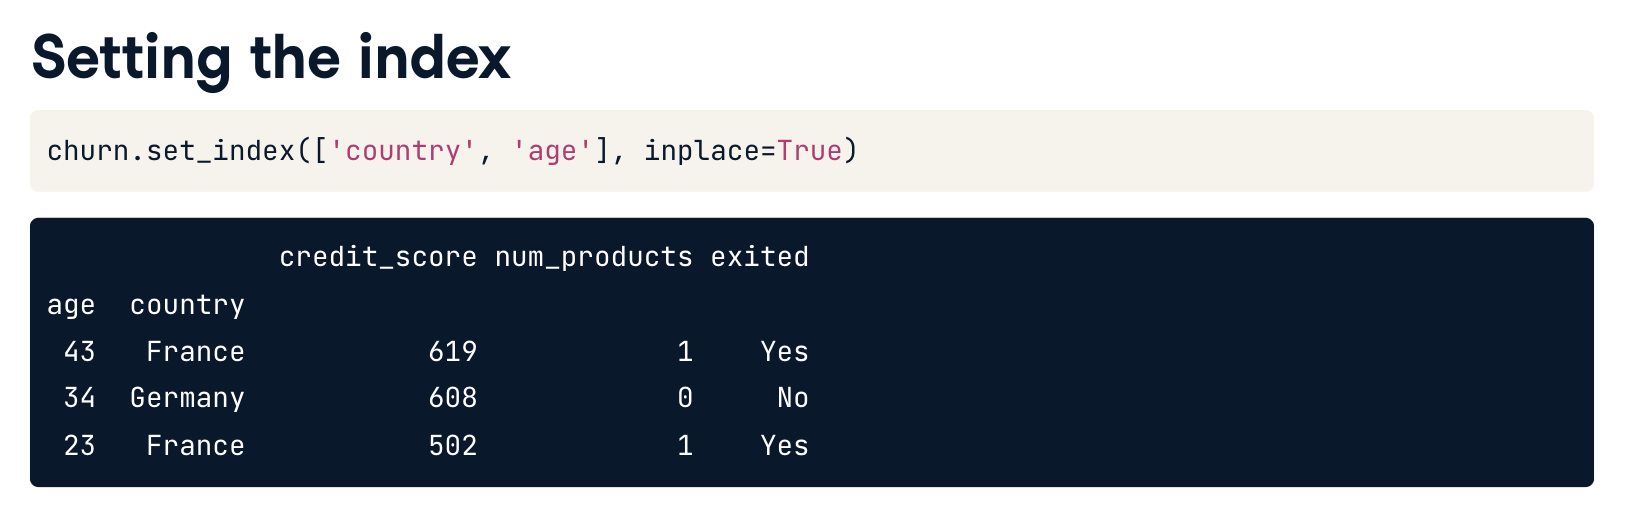 Setting the index
churn.set_index(['country', 'age'], inplace=True)
credit_score num_products exited
age country
43 France 619 1 Yes
34 Germany 608 0 No
23 France 502 1 Yes